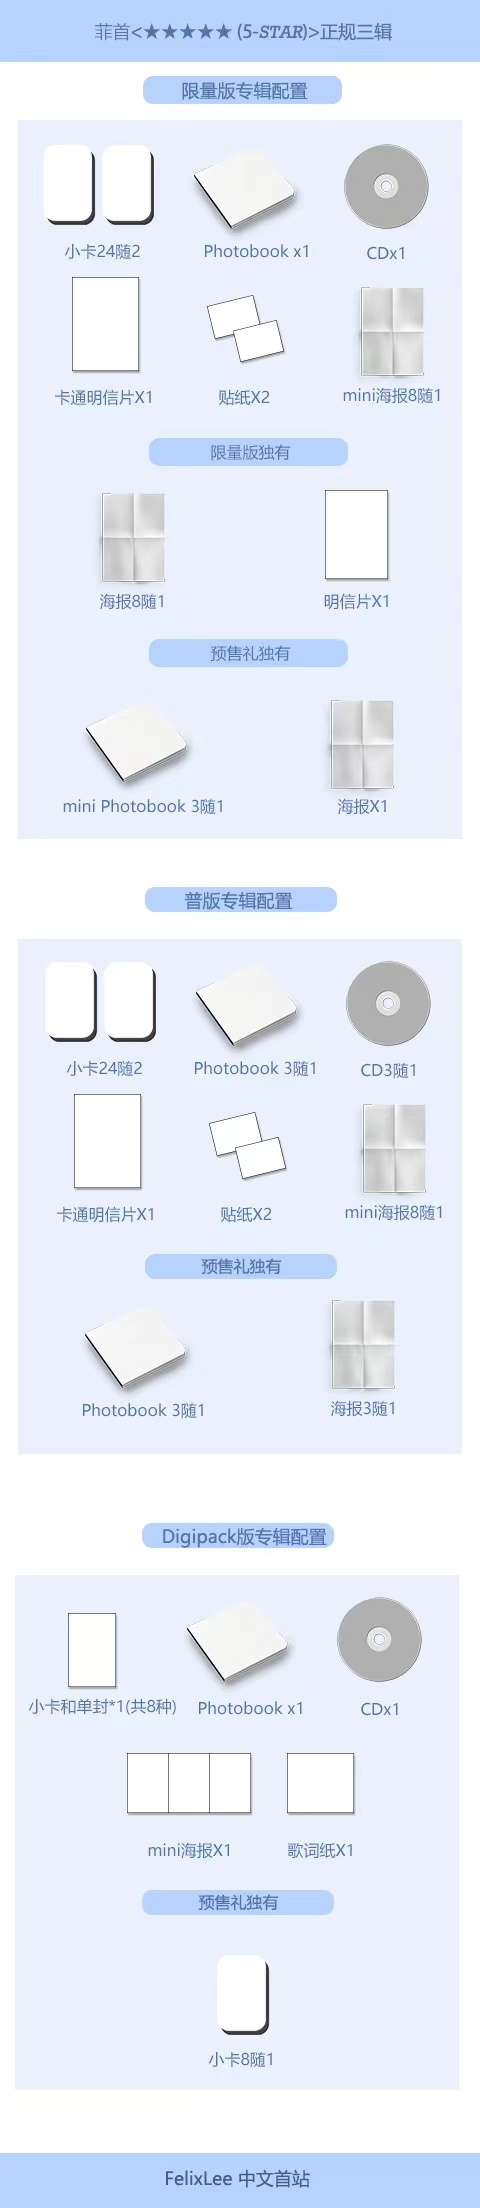 菲首<★★★★★ (5-STAR)>正规三辑
限量版专辑配置
小卡24随2
Photobook x1
CDx1
卡通明信片X1
贴纸X2
mini海报8随1
限量版独有
海报8随1
明信片X1
预售礼独有
mini Photobook 3随1
海报X1
普版专辑配置
小卡24随2
Photobook 3随1
CD3随1
卡通明信片X1
贴纸X2
mini海报8随1
预售礼独有
Photobook 3随1
海报3随1
Digipack版专辑配置
小卡和单封*1(共8种)
Photobook x1
CDx1
mini海报X1
歌词纸X1
预售礼独有
小卡8随1
FelixLee 中文首站